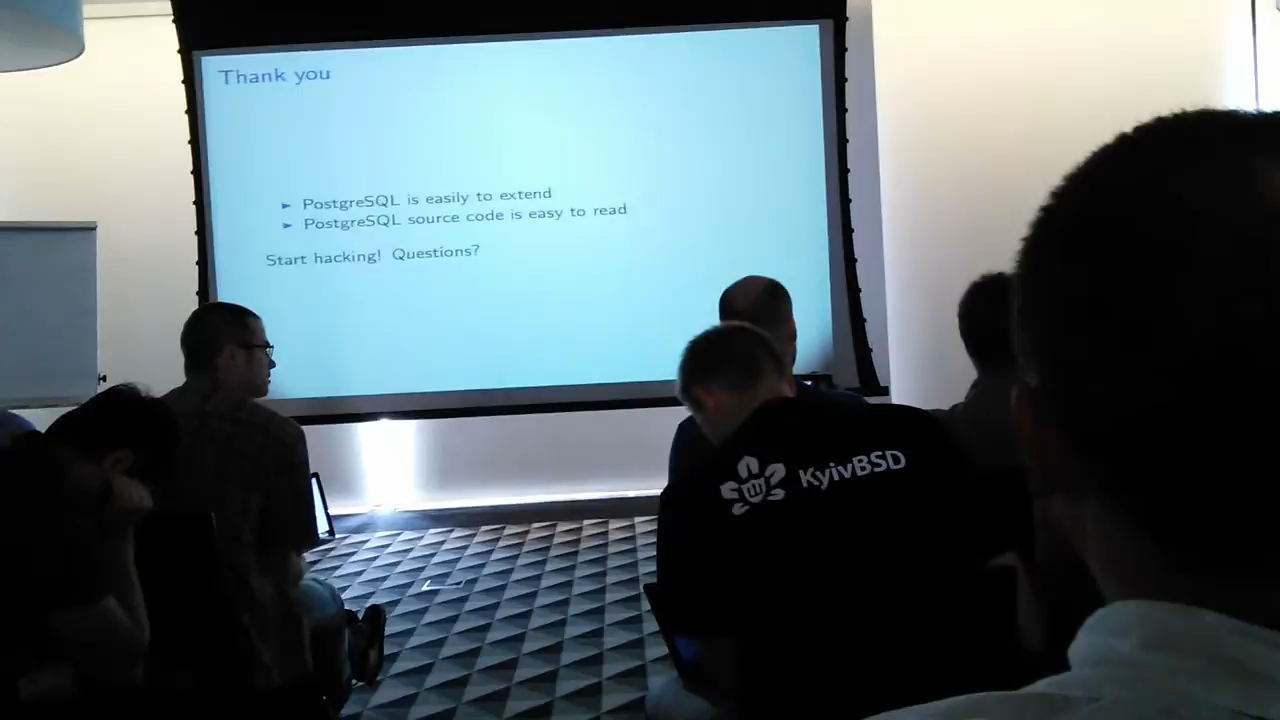 Thank you
► PostgreSQL is easily to extend
► PostgreSQL source code is easy to read
Start hacking! Questions?
KyivBSD